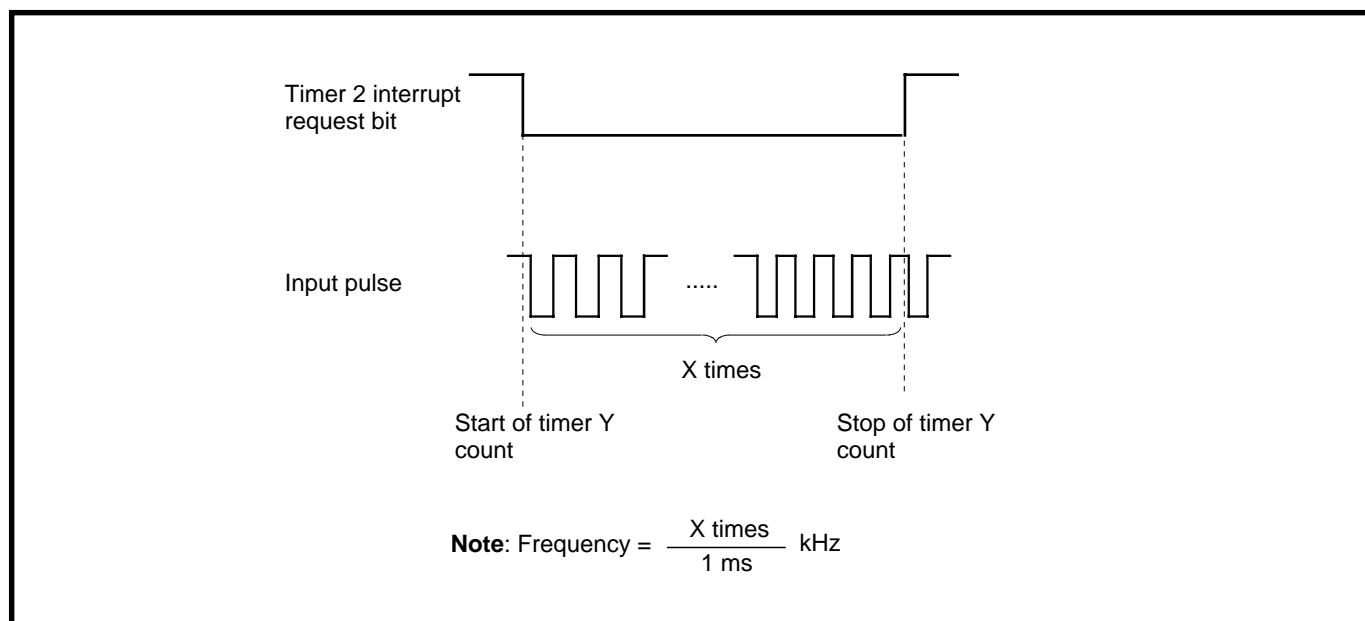 Timer 2 interrupt
request bit
Input pulse
.....
X times
Start of timer Y
count
Stop of timer Y
count
Note: Frequency = X times / 1 ms kHz